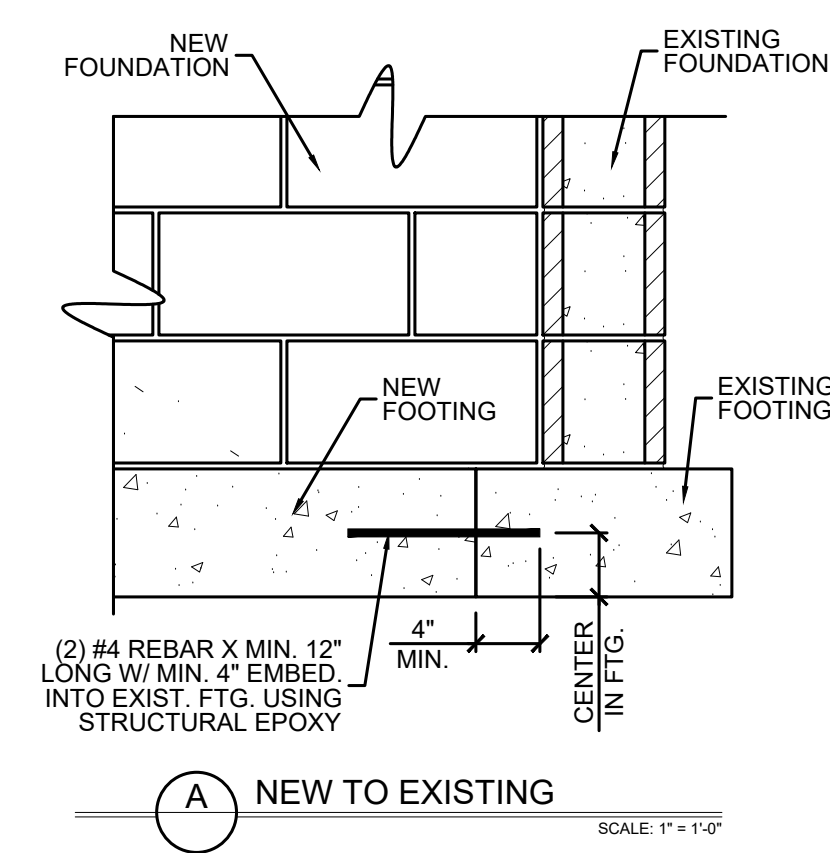 NEW
FOUNDATION
EXISTING
FOUNDATION
NEW
FOOTING
EXISTING
FOOTING
(2) #4 REBAR X MIN. 12"
LONG W/ MIN. 4" EMBED.
INTO EXIST. FTG. USING
STRUCTURAL EPOXY
4"
MIN.
CENTER
IN FTG.
A
NEW TO EXISTING
SCALE: 1" = 1'-0"